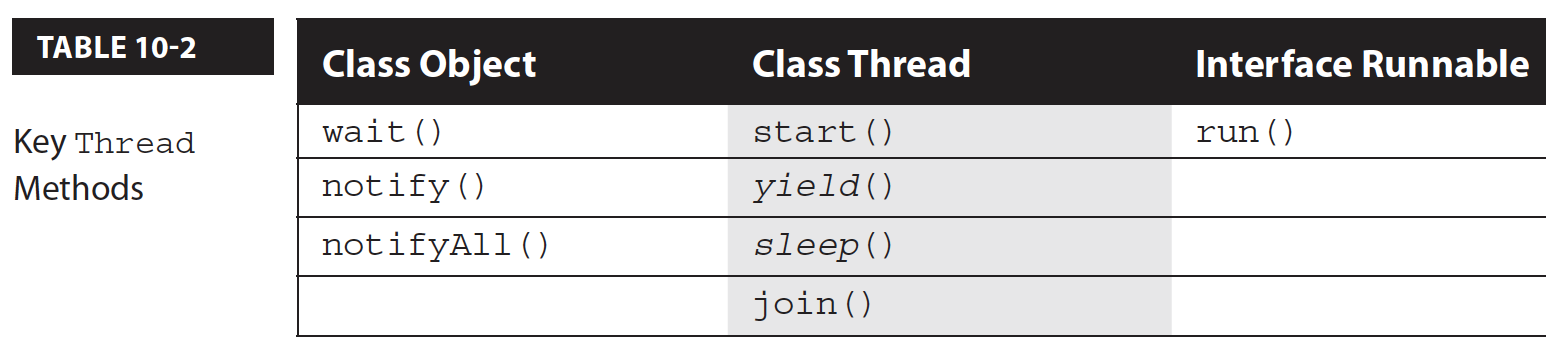 TABLE 10-2
Key Thread
Methods
Class Object Class Thread Interface Runnable
wait() start() run()
notify() yield()
notifyAll() sleep()
join()